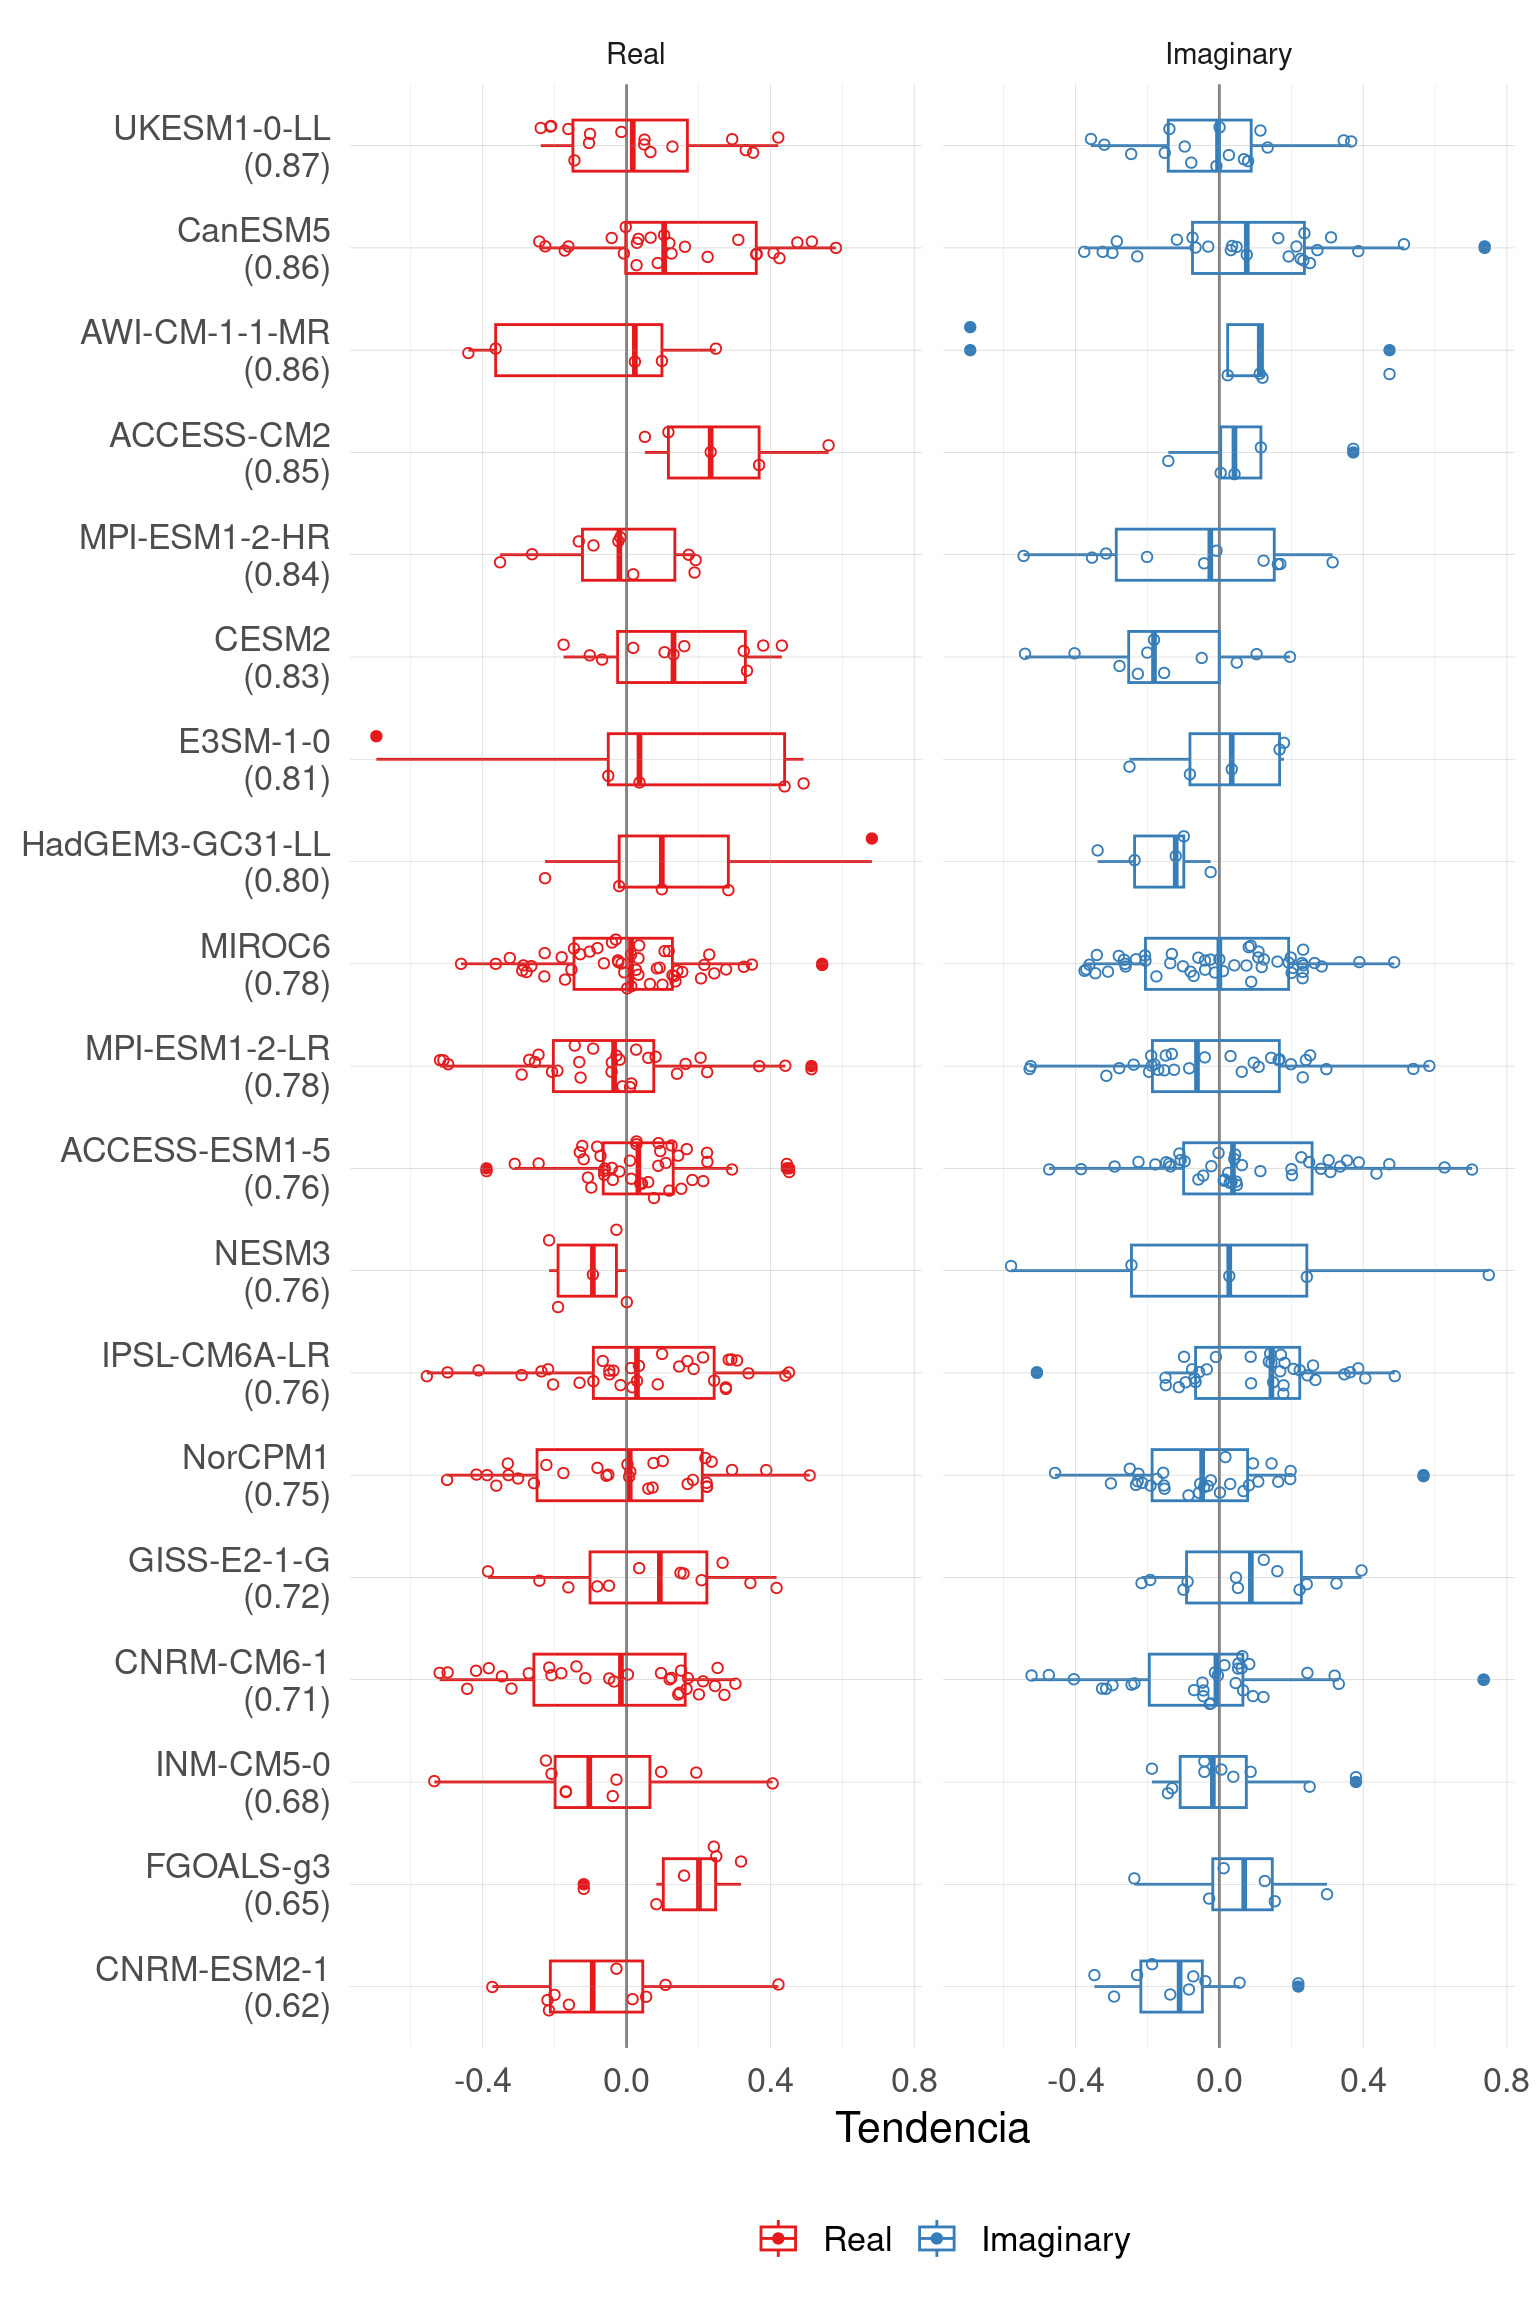 Real Imaginary
UKESM1-0-LL
(0.87)
CanESM5
(0.86)
AWI-CM-1-1-MR
(0.86)
ACCESS-CM2
(0.85)
MPI-ESM1-2-HR
(0.84)
CESM2
(0.83)
E3SM-1-0
(0.81)
HadGEM3-GC31-LL
(0.80)
MIROC6
(0.78)
MPI-ESM1-2-LR
(0.78)
ACCESS-ESM1-5
(0.76)
NESM3
(0.76)
IPSL-CM6A-LR
(0.76)
NorCPM1
(0.75)
GISS-E2-1-G
(0.72)
CNRM-CM6-1
(0.71)
INM-CM5-0
(0.68)
FGOALS-g3
(0.65)
CNRM-ESM2-1
(0.62)
-0.4 0.0 0.4 0.8 -0.4 0.0 0.4 0.8
Tendencia
Real Imaginary